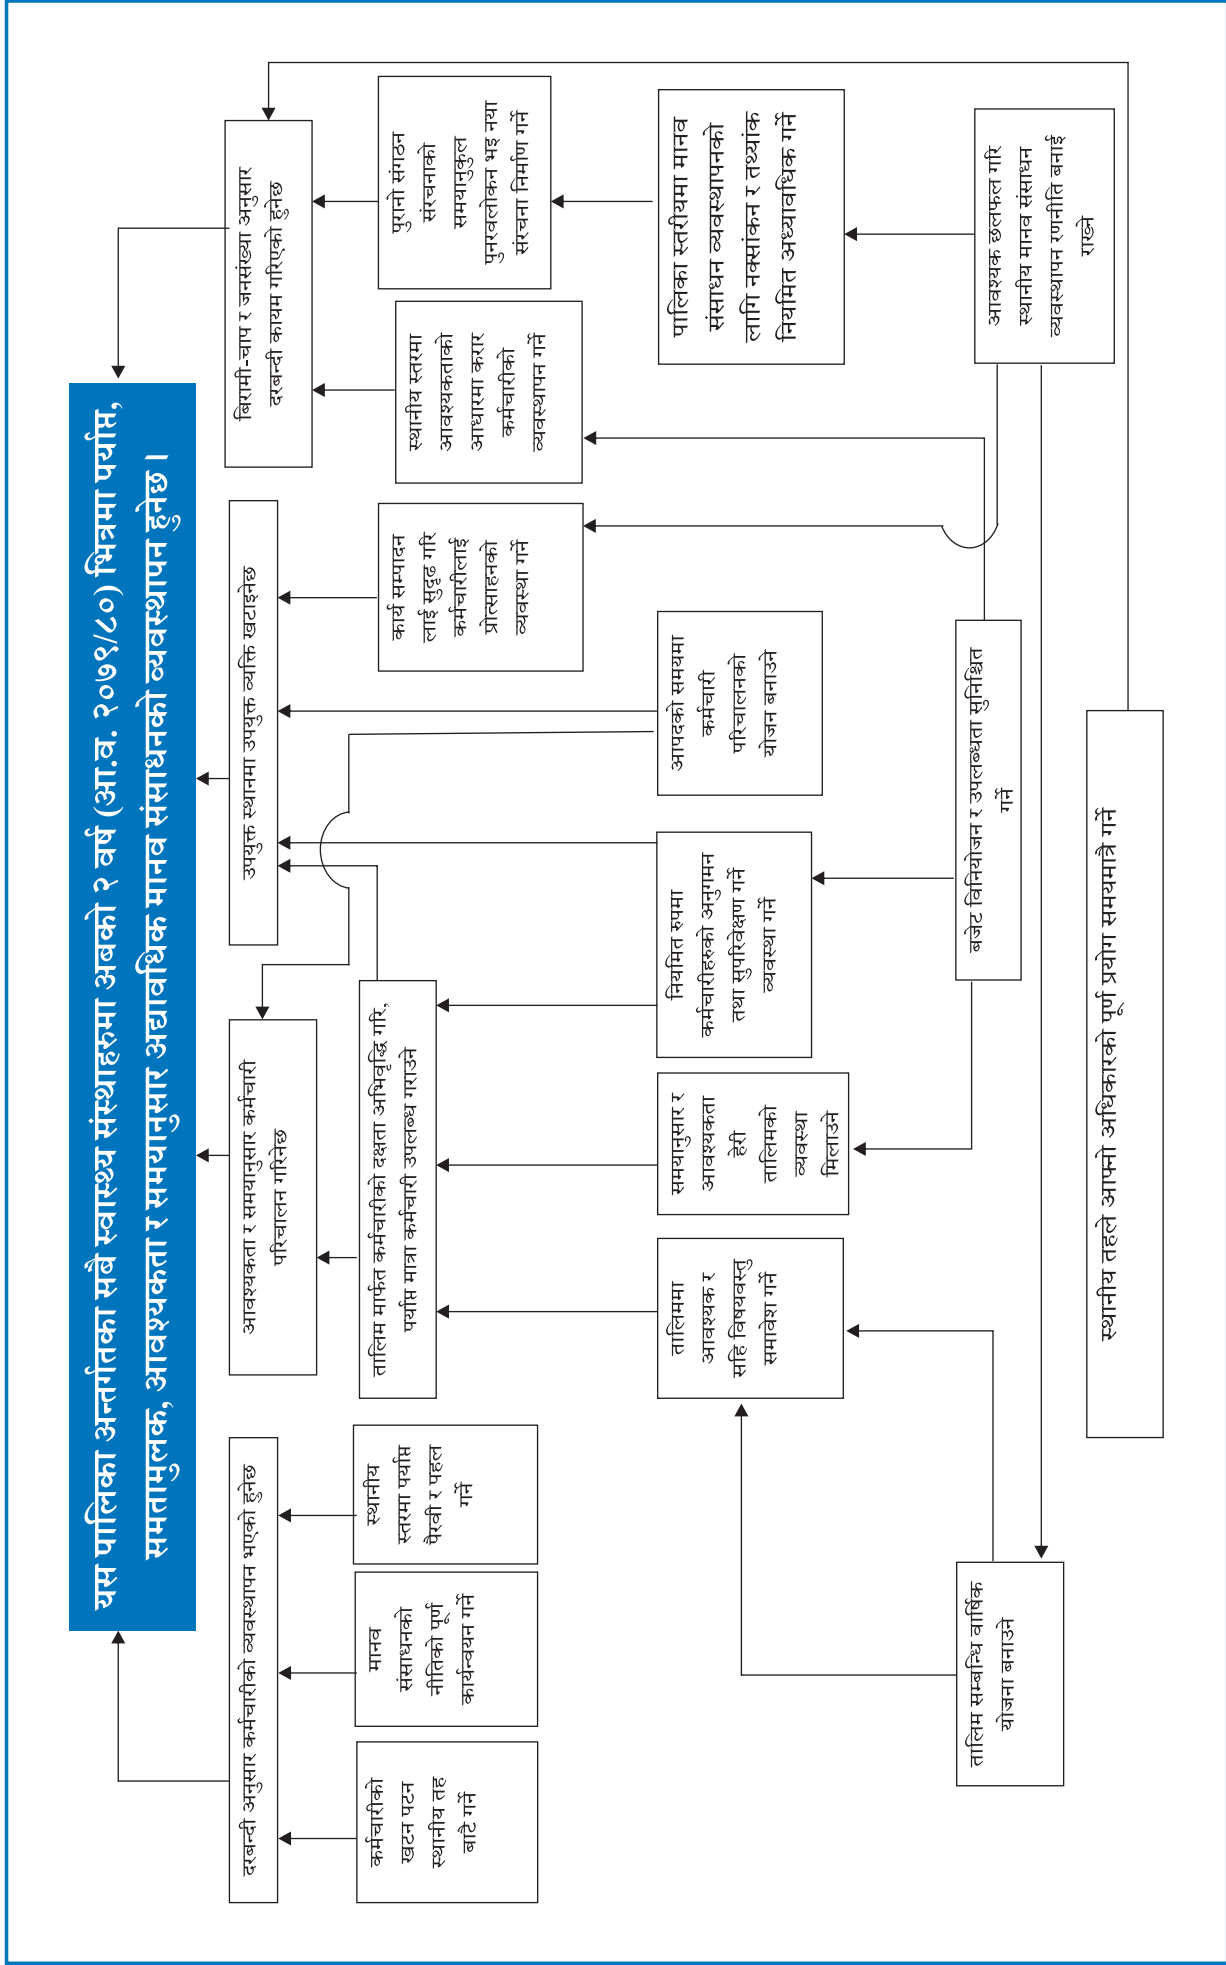 यस पालिका अन्तर्गतका सबै स्वास्थ्य संस्थाहरुमा अबको २ वर्ष (आ.व. २०७९/८०) भित्रमा पर्याप्त,
समतामुलक, आवश्यकता र समयानुसार अद्यावधिक मानव संसाधनको व्यवस्थापन हुनेछ।
दरबन्दी अनुसार कर्मचारीको व्यवस्थापन भएको हुनेछ
आवश्यकता र समयानुसार कर्मचारी
परिचालन गरिनेछ
उपयुक्त स्थानमा उपयुक्त व्यक्ति खटाइनेछ
बिरामी-चाप र जनसंख्या अनुसार
दरबन्दी कायम गरिएको हुनेछ
कर्मचारीको
खटन पटन
स्थानीय तह
बाटै गर्ने
मानव
संसाधनको
नीतिको पूर्ण
कार्यन्वयन गर्ने
स्थानीय
स्तरमा पर्याप्त
पैरवी र पहल
गर्ने
तालिम मार्फत कर्मचारीको दक्षता अभिवृद्धि गरि,
पर्याप्त मात्रा कर्मचारी उपलब्ध गराउने
कार्य सम्पादन
लाई सुदृढ गरि
कर्मचारीलाई
प्रोत्साहनको
व्यवस्था गर्ने
स्थानीय स्तरमा
आवश्यकताको
आधारमा करार
कर्मचारीको
व्यवस्थापन गर्ने
पुरानो संगठन
संरचनाको
समयानुकुल
पुनरवलोकन भइ नया
संरचना निर्माण गर्ने
तालिममा
आवश्यक र
सहि विषयवस्तु
समावेश गर्ने
समयानुसार र
आवश्यकता
हेरी
तालिमको
व्यवस्था
मिलाउने
नियमित रुपमा
कर्मचारीहरुको अनुगमन
तथा सुपरिवेक्षण गर्ने
व्यवस्था गर्ने
आपदको समयमा
कर्मचारी
परिचालनको
योजन बनाउने
पालिका स्तरीयमा मानव
संसाधन व्यवस्थापनको
लागि नक्सांकन र तथ्यांक
नियमित अध्यावधिक गर्ने
तालिम सम्बन्धि वार्षिक
योजना बनाउने
बजेट विनियोजन र उपलब्धता सुनिश्चित
गर्ने
आवश्यक छलफल गरि
स्थानीय मानव संसाधन
व्यवस्थापन रणनीति बनाई
राख्ने
स्थानीय तहले आफ्नो अधिकारको पूर्ण प्रयोग समयमात्रै गर्ने